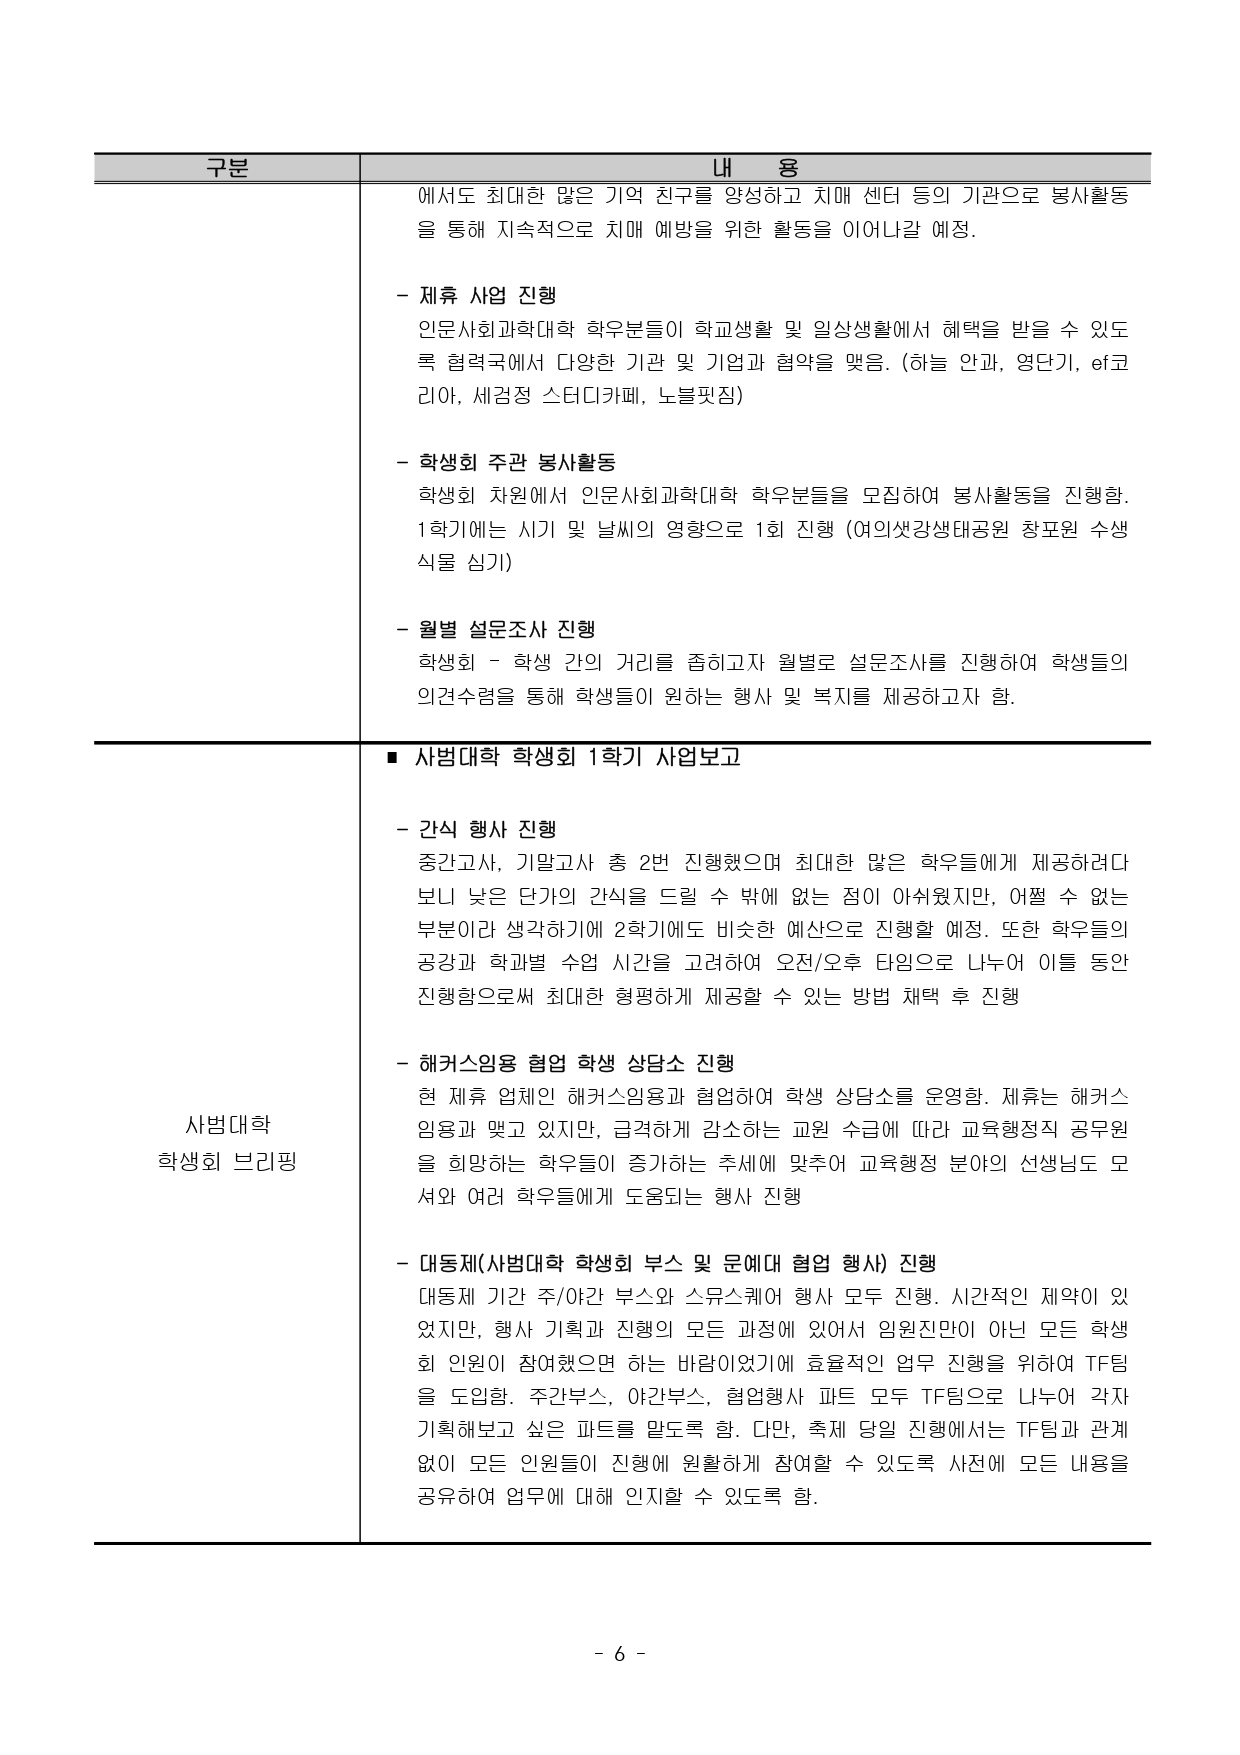 구분 내 용
에서도 최대한 많은 기억 친구를 양성하고 치매 센터 등의 기관으로 봉사활동
을 통해 지속적으로 치매 예방을 위한 활동을 이어나갈 예정.
- 제휴 사업 진행
인문사회과학대학 학우분들이 학교생활 및 일상생활에서 혜택을 받을 수 있도
록 협력국에서 다양한 기관 및 기업과 협약을 맺음. (하늘 안과, 영단기, ef코
리아, 세검정 스터디카페, 노블핏짐)
- 학생회 주관 봉사활동
학생회 차원에서 인문사회과학대학 학우분들을 모집하여 봉사활동을 진행함.
1학기에는 시기 및 날씨의 영향으로 1회 진행 (여의샛강생태공원 창포원 수생
식물 심기)
- 월별 설문조사 진행
학생회 - 학생 간의 거리를 좁히고자 월별로 설문조사를 진행하여 학생들의
의견수렴을 통해 학생들이 원하는 행사 및 복지를 제공하고자 함.
■ 사범대학 학생회 1학기 사업보고
- 간식 행사 진행
중간고사, 기말고사 총 2번 진행했으며 최대한 많은 학우들에게 제공하려다
보니 낮은 단가의 간식을 드릴 수 밖에 없는 점이 아쉬웠지만, 어쩔 수 없는
부분이라 생각하기에 2학기에도 비슷한 예산으로 진행할 예정. 또한 학우들의
공강과 학과별 수업 시간을 고려하여 오전/오후 타임으로 나누어 이틀 동안
진행함으로써 최대한 형평하게 제공할 수 있는 방법 채택 후 진행
- 해커스임용 협업 학생 상담소 진행
현 제휴 업체인 해커스임용과 협업하여 학생 상담소를 운영함. 제휴는 해커스
임용과 맺고 있지만, 급격하게 감소하는 교원 수급에 따라 교육행정직 공무원
을 희망하는 학우들이 증가하는 추세에 맞추어 교육행정 분야의 선생님도 모
셔와 여러 학우들에게 도움되는 행사 진행
사범대학
학생회 브리핑
- 대동제(사범대학 학생회 부스 및 문예대 협업 행사) 진행
대동제 기간 주/야간 부스와 스뮤스퀘어 행사 모두 진행. 시간적인 제약이 있
었지만, 행사 기획과 진행의 모든 과정에 있어서 임원진만이 아닌 모든 학생
회 인원이 참여했으면 하는 바람이었기에 효율적인 업무 진행을 위하여 TF팀
을 도입함. 주간부스, 야간부스, 협업행사 파트 모두 TF팀으로 나누어 각자
기획해보고 싶은 파트를 맡도록 함. 다만, 축제 당일 진행에서는 TF팀과 관계
없이 모든 인원들이 진행에 원활하게 참여할 수 있도록 사전에 모든 내용을
공유하여 업무에 대해 인지할 수 있도록 함.
- 6 -